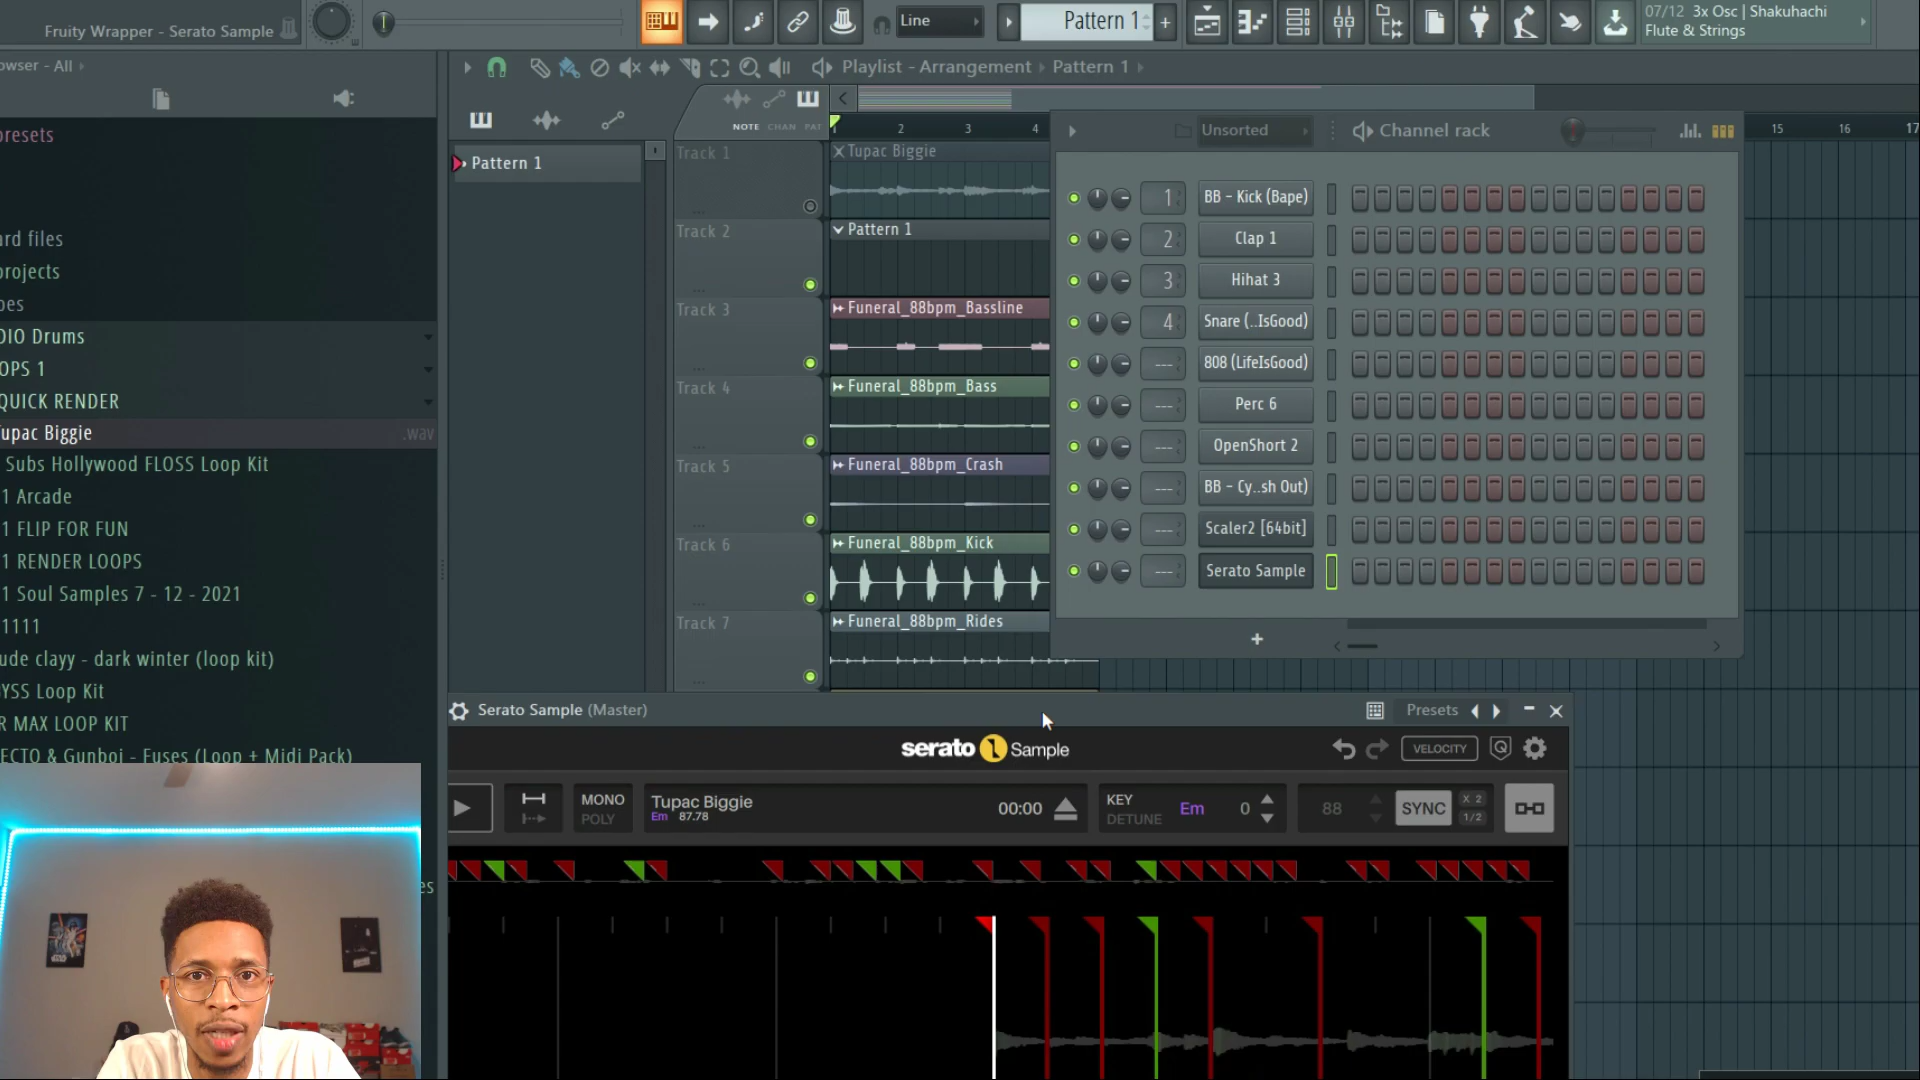 Fruity Wrapper - Serato Sample
Line
Pattern 1
+
07/12 3x Osc | Shakuhachi
Flute & Strings
owser - All
Playlist - Arrangement › Pattern 1
NOTE CHAN PAT
2 3 4
15 16 17
presets
ard files
projects
pes
DIO Drums
OPS 1
QUICK RENDER
Tupac Biggie .wav
Subs Hollywood FLOSS Loop Kit
1 Arcade
1 FLIP FOR FUN
1 RENDER LOOPS
1 Soul Samples 7 - 12 - 2021
1111
ude clayy - dark winter (loop kit)
YSS Loop Kit
R MAX LOOP KIT
ECTO & Gunboi - Fuses (Loop + Midi Pack)
es
Pattern 1
Track 1
Tupac Biggie
Track 2
Pattern 1
Track 3
Funeral_88bpm_Bassline
Track 4
Funeral_88bpm_Bass
Track 5
Funeral_88bpm_Crash
Track 6
Funeral_88bpm_Kick
Track 7
Funeral_88bpm_Rides
Unsorted
Channel rack
1 BB - Kick (Bape)
2 Clap 1
3 Hihat 3
4 Snare (..IsGood)
--- 808 (LifeIsGood)
--- Perc 6
--- OpenShort 2
--- BB - Cy..sh Out)
--- Scaler2 [64bit]
--- Serato Sample
+
Serato Sample (Master)
Presets
serato Sample
VELOCITY
MONO
POLY
Tupac Biggie
Em 87.78
00:00
KEY
DETUNE
Em 0
88
SYNC
X 2
1/2